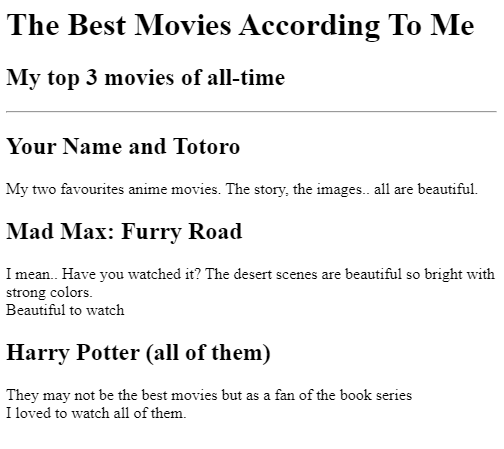 The Best Movies According To Me
My top 3 movies of all-time
Your Name and Totoro
My two favourites anime movies. The story, the images.. all are beautiful.
Mad Max: Furry Road
I mean.. Have you watched it? The desert scenes are beautiful so bright with
strong colors.
Beautiful to watch
Harry Potter (all of them)
They may not be the best movies but as a fan of the book series
I loved to watch all of them.